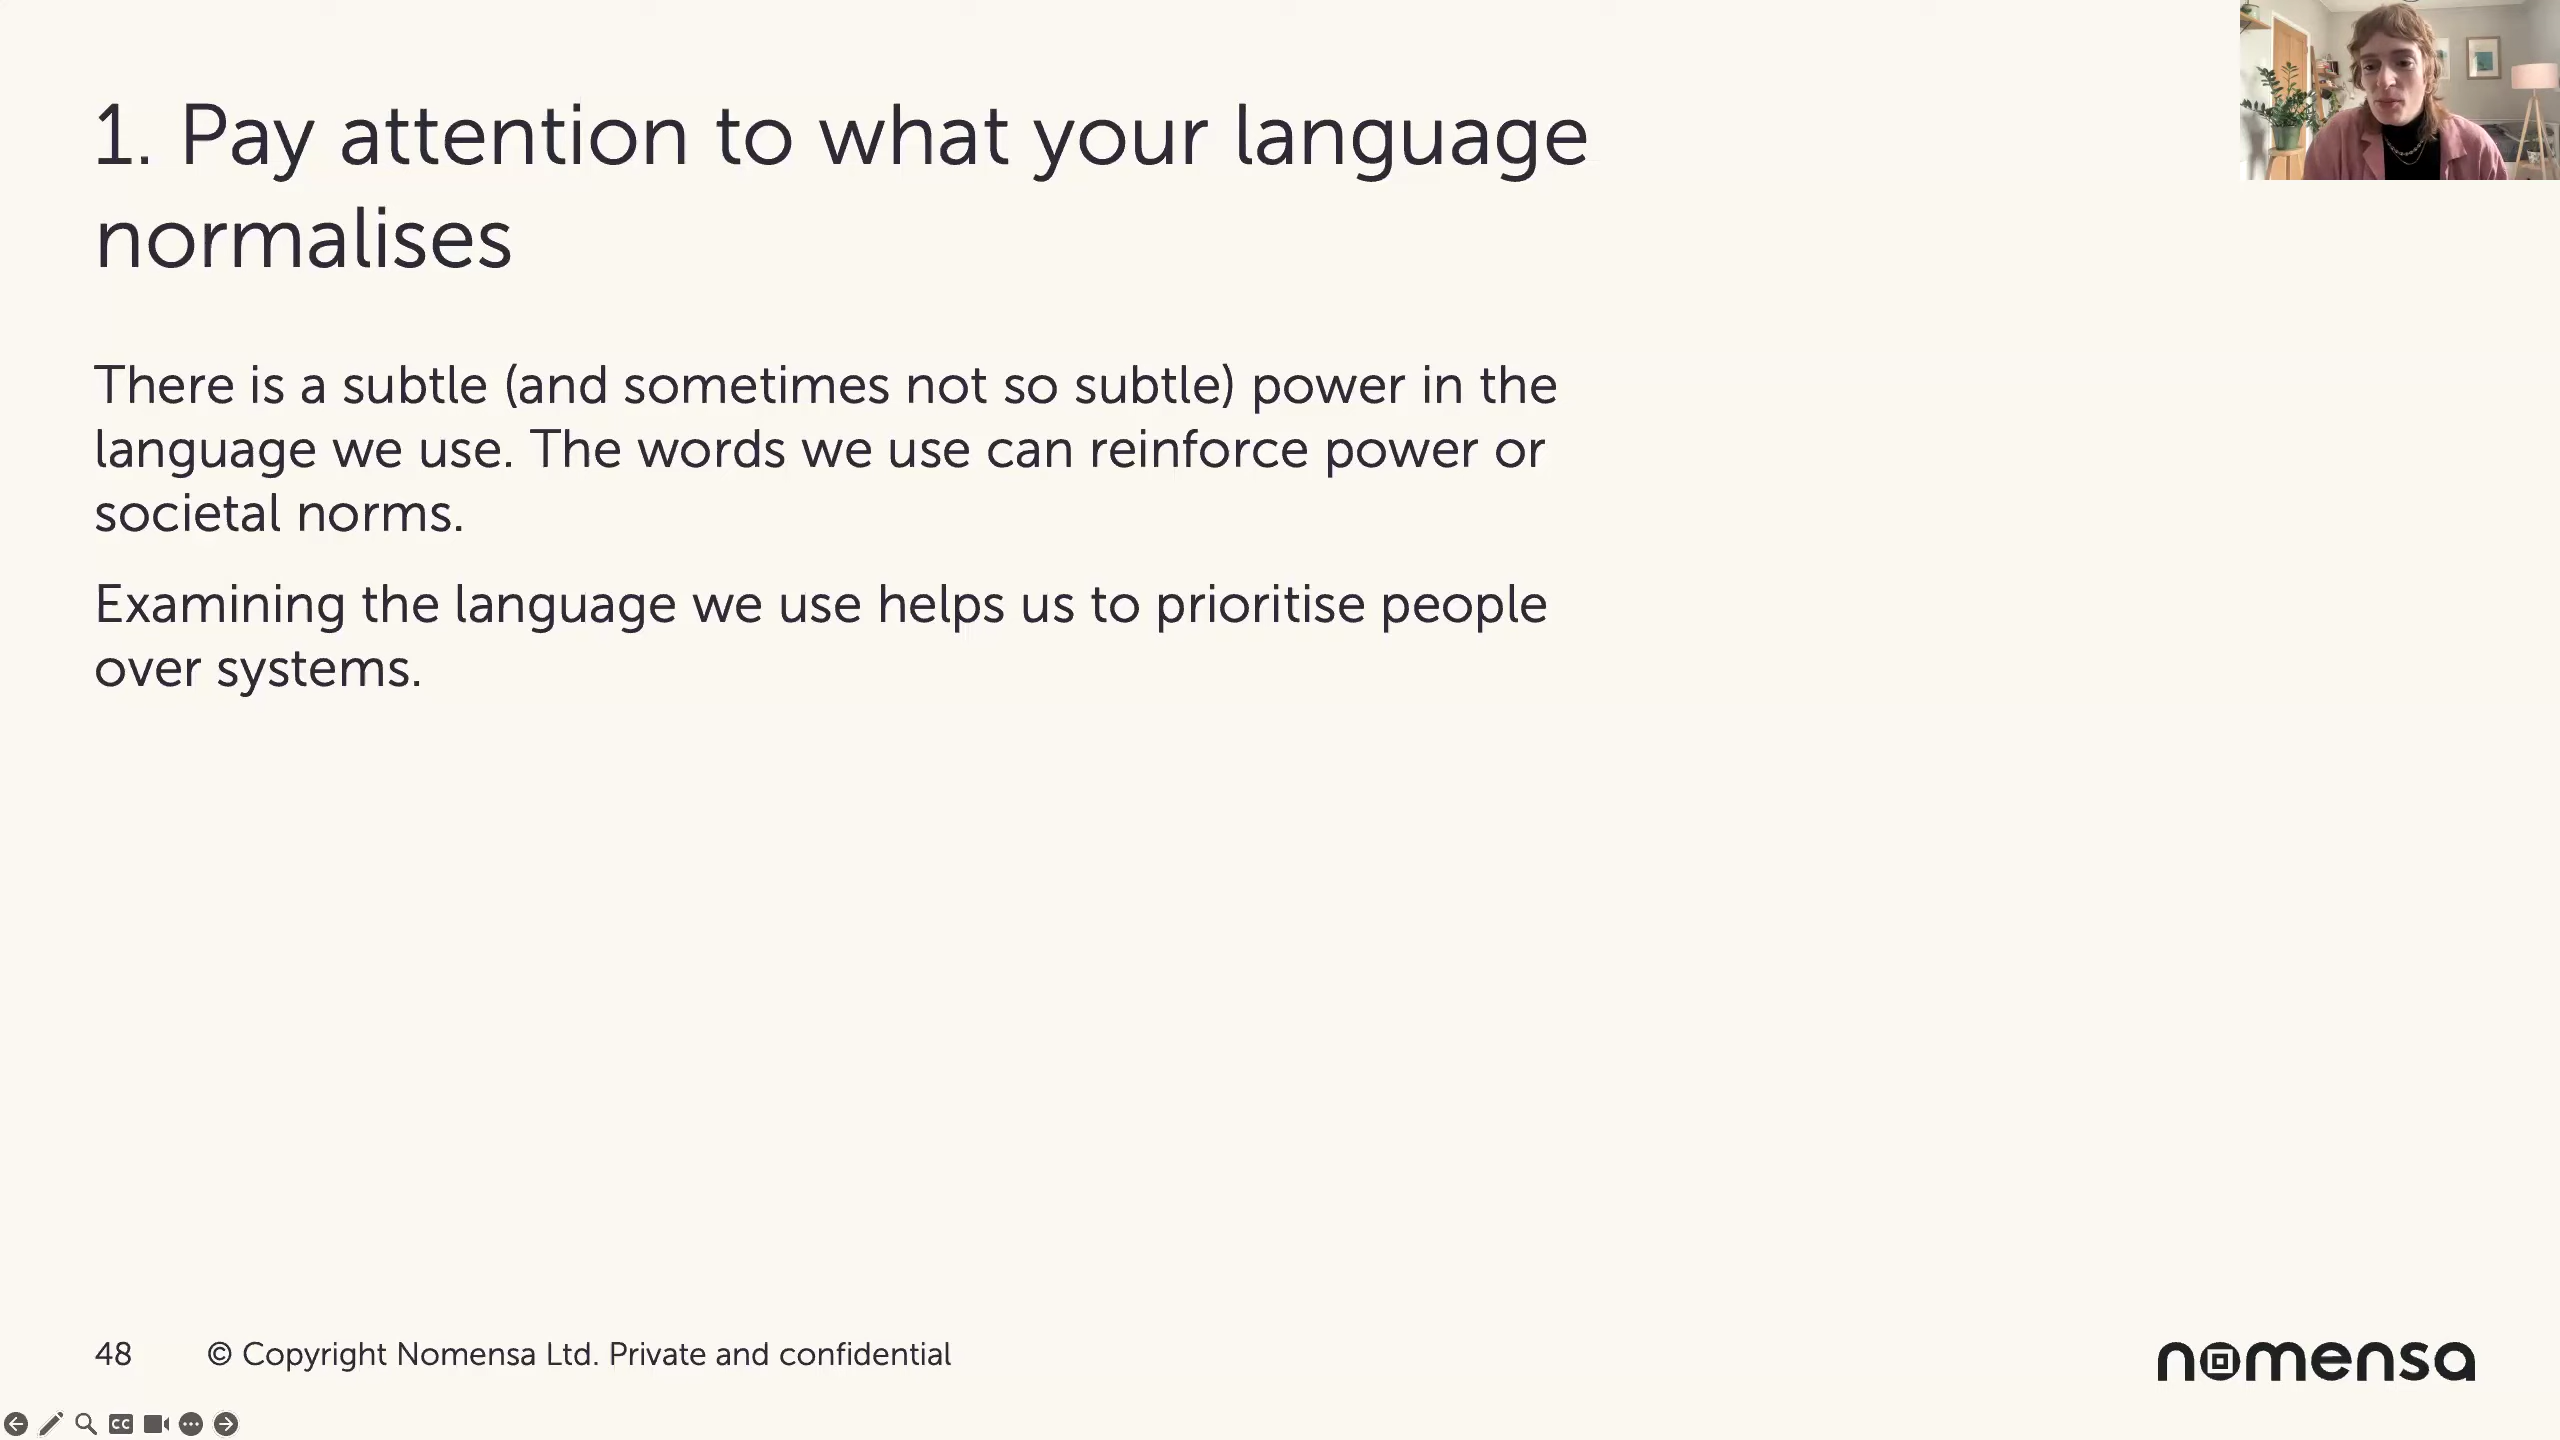 1. Pay attention to what your language
normalises
There is a subtle (and sometimes not so subtle) power in the
language we use. The words we use can reinforce power or
societal norms.
Examining the language we use helps us to prioritise people
over systems.
48 © Copyright Nomensa Ltd. Private and confidential
nomensa
CC